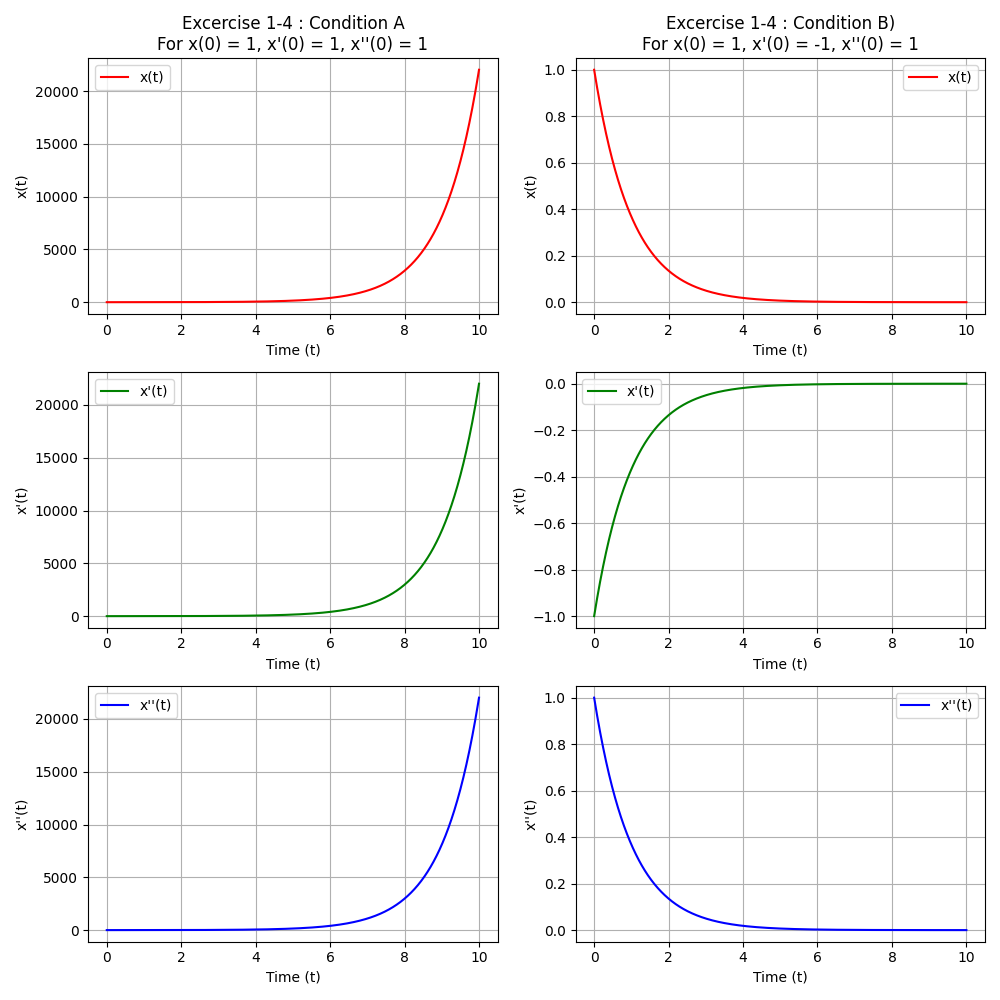 Excercise 1-4 : Condition A
For x(0) = 1, x'(0) = 1, x''(0) = 1
x(t)
20000
15000
10000
5000
0
x(t)
0 2 4 6 8 10
Time (t)
Excercise 1-4 : Condition B)
For x(0) = 1, x'(0) = -1, x''(0) = 1
x(t)
1.0
0.8
0.6
0.4
0.2
0.0
x(t)
0 2 4 6 8 10
Time (t)
x'(t)
20000
15000
10000
5000
0
x'(t)
0 2 4 6 8 10
Time (t)
x'(t)
0.0
−0.2
−0.4
−0.6
−0.8
−1.0
x'(t)
0 2 4 6 8 10
Time (t)
x''(t)
20000
15000
10000
5000
0
x''(t)
0 2 4 6 8 10
Time (t)
x''(t)
1.0
0.8
0.6
0.4
0.2
0.0
x''(t)
0 2 4 6 8 10
Time (t)